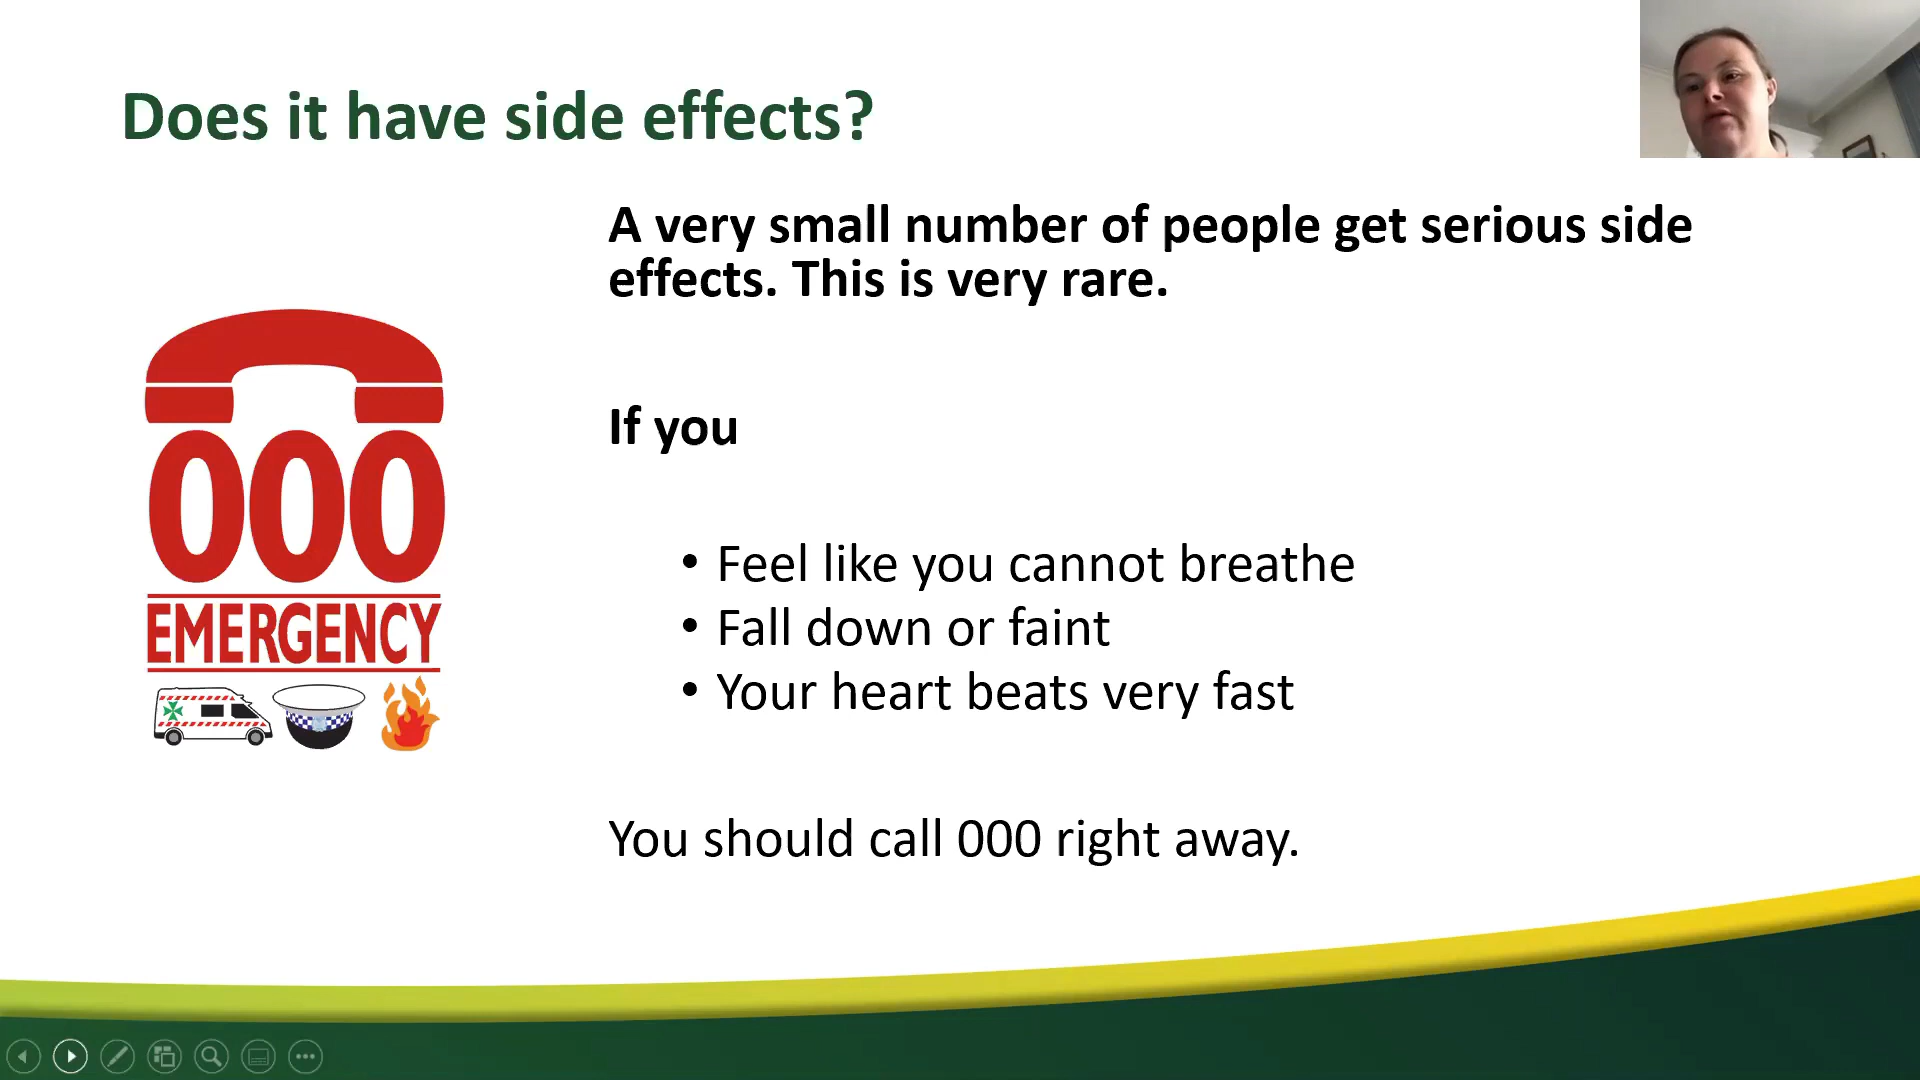 Does it have side effects?
A very small number of people get serious side
effects. This is very rare.
If you
• Feel like you cannot breathe
• Fall down or faint
• Your heart beats very fast
You should call 000 right away.
000
EMERGENCY